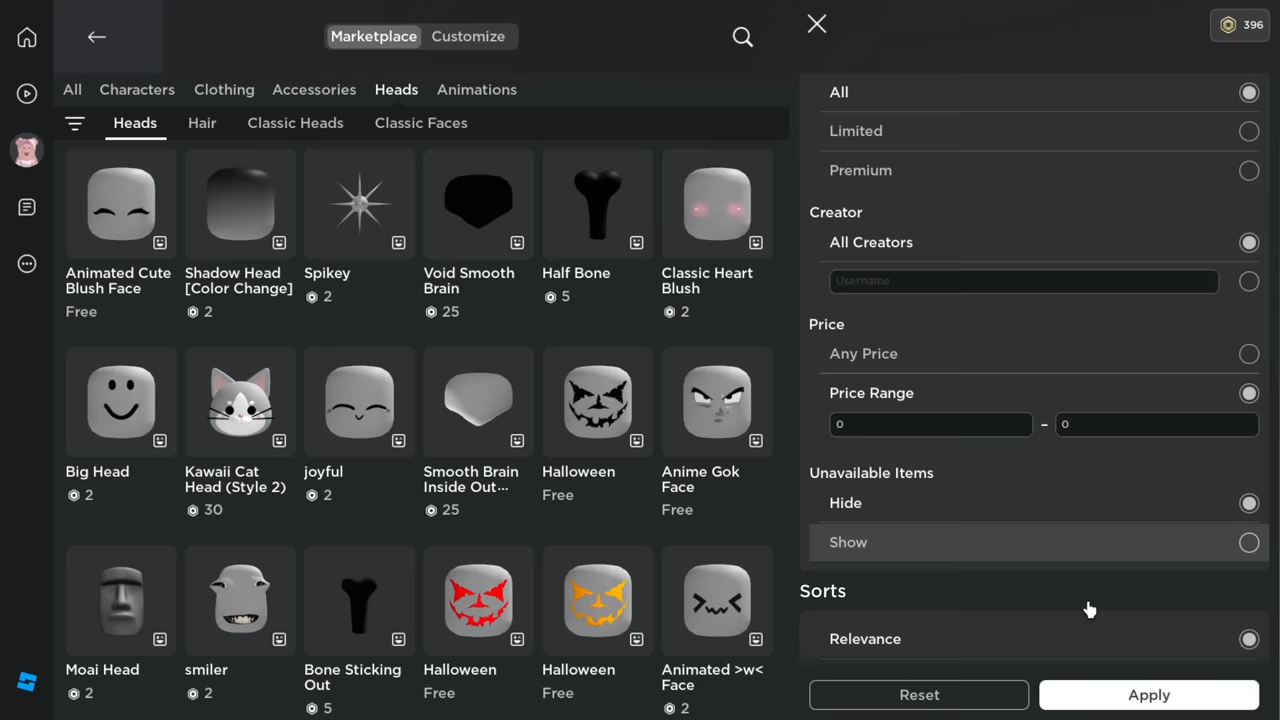 Marketplace Customize
396
All Characters Clothing Accessories Heads Animations
Heads Hair Classic Heads Classic Faces
Animated Cute
Blush Face
Free
Shadow Head
[Color Change]
2
Spikey
2
Void Smooth
Brain
25
Half Bone
5
Classic Heart
Blush
2
Big Head
2
Kawaii Cat
Head (Style 2)
30
joyful
2
Smooth Brain
Inside Out...
25
Halloween
Free
Anime Gok
Face
Free
Moai Head
2
smiler
2
Bone Sticking
Out
5
Halloween
Free
Halloween
Free
Animated >w<
Face
2
All
Limited
Premium
Creator
All Creators
Username
Price
Any Price
Price Range
0 - 0
Unavailable Items
Hide
Show
Sorts
Relevance
Reset Apply